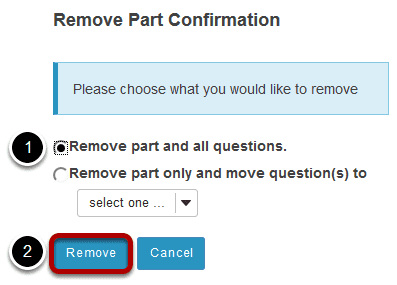 Remove Part Confirmation
Please choose what you would like to remove
1 Remove part and all questions.
Remove part only and move question(s) to
select one ...
2 Remove Cancel